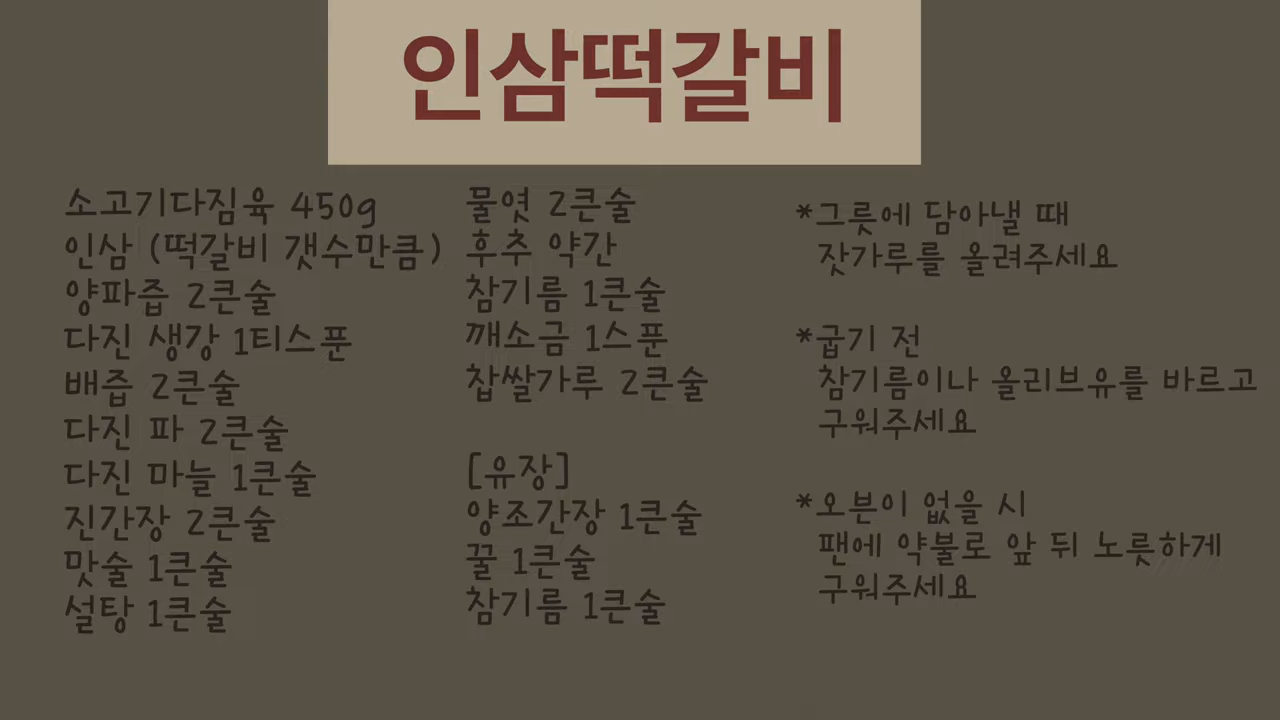 인삼떡갈비
소고기다짐육 450g
인삼 (떡갈비 갯수만큼)
양파즙 2큰술
다진 생강 1티스푼
배즙 2큰술
다진 파 2큰술
다진 마늘 1큰술
진간장 2큰술
맛술 1큰술
설탕 1큰술
물엿 2큰술
후추 약간
참기름 1큰술
깨소금 1스푼
찹쌀가루 2큰술
[유장]
양조간장 1큰술
꿀 1큰술
참기름 1큰술
*그릇에 담아낼 때
잣가루를 올려주세요
*굽기 전
참기름이나 올리브유를 바르고
구워주세요
*오븐이 없을 시
팬에 약불로 앞 뒤 노릇하게
구워주세요